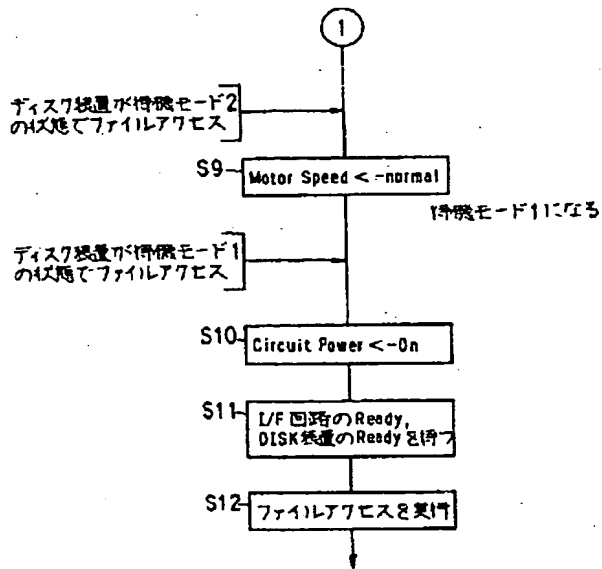 1
ディスク装置が待機モード2
の状態でファイルアクセス
S9
Motor Speed <-normal
待機モード1になる
ディスク装置が待機モード1
の状態でファイルアクセス
S10
Circuit Power <-On
S11
I/F回路のReady,
DISK装置のReadyを待つ
S12
ファイルアクセスを実行